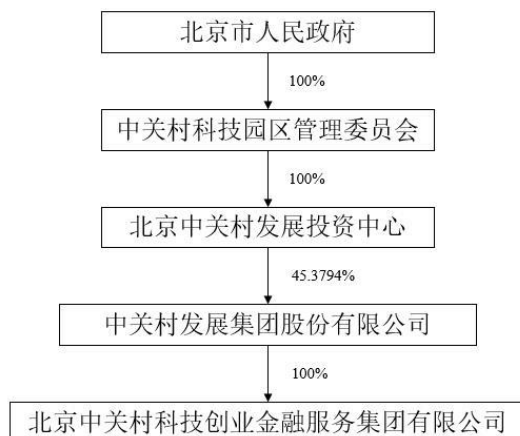 北京市人民政府
100%
中关村科技园区管理委员会
100%
北京中关村发展投资中心
45.3794%
中关村发展集团股份有限公司
100%
北京中关村科技创业金融服务集团有限公司